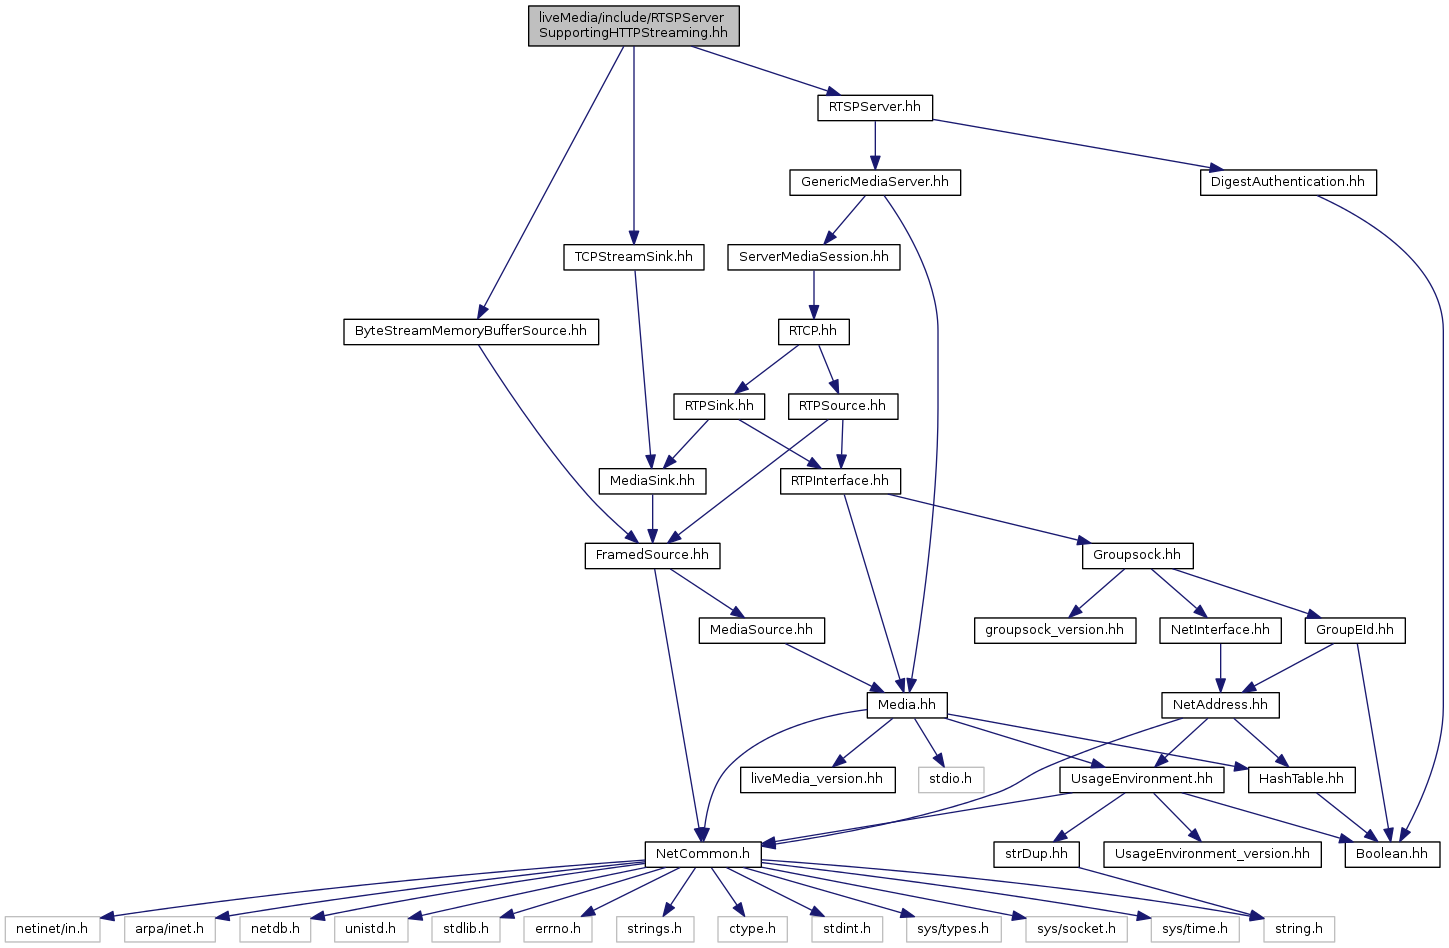 liveMedia/include/RTSPServer
SupportingHTTPStreaming.hh
RTSPServer.hh
GenericMediaServer.hh
DigestAuthentication.hh
TCPStreamSink.hh
ServerMediaSession.hh
ByteStreamMemoryBufferSource.hh
RTCP.hh
RTPSink.hh
RTPSource.hh
MediaSink.hh
RTPInterface.hh
FramedSource.hh
Groupsock.hh
MediaSource.hh
groupsock_version.hh
NetInterface.hh
GroupEId.hh
Media.hh
NetAddress.hh
liveMedia_version.hh
stdio.h
UsageEnvironment.hh
HashTable.hh
NetCommon.h
strDup.hh
UsageEnvironment_version.hh
Boolean.hh
netinet/in.h
arpa/inet.h
netdb.h
unistd.h
stdlib.h
errno.h
strings.h
ctype.h
stdint.h
sys/types.h
sys/socket.h
sys/time.h
string.h